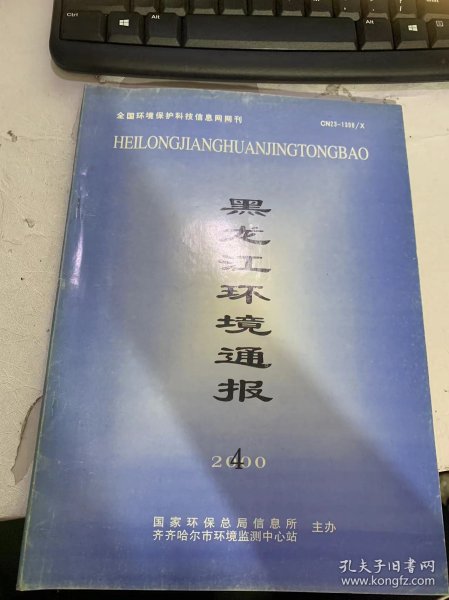 全国环境保护科技信息网网刊
CN23-1399/X
HEILONGJIANGHUANJINGTONGBAO
黑龙江环境通报
2000
4
国家环保总局信息所
齐齐哈尔市环境监测中心站
主办
孔夫子旧书网
www.kongfz.com